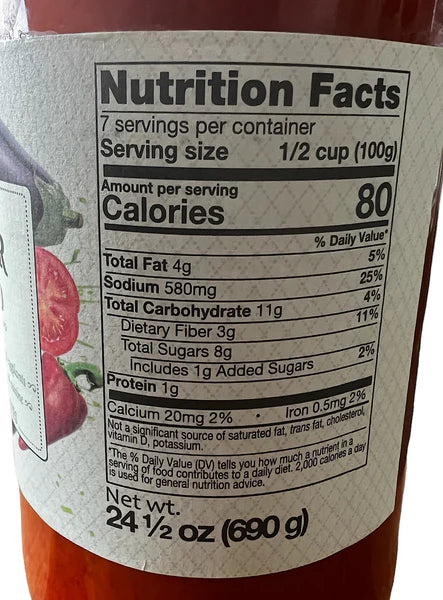 Nutrition Facts
7 servings per container
Serving size 1/2 cup (100g)
Amount per serving
Calories 80
% Daily Value*
Total Fat 4g 5%
Sodium 580mg 25%
Total Carbohydrate 11g 4%
Dietary Fiber 3g 11%
Total Sugars 8g
Includes 1g Added Sugars 2%
Protein 1g
Calcium 20mg 2% • Iron 0.5mg 2%
Not a significant source of saturated fat, trans fat, cholesterol,
vitamin D, potassium.
*The % Daily Value (DV) tells you how much a nutrient in a
serving of food contributes to a daily diet. 2,000 calories a day
is used for general nutrition advice.
Net wt.
24 ½ oz (690 g)